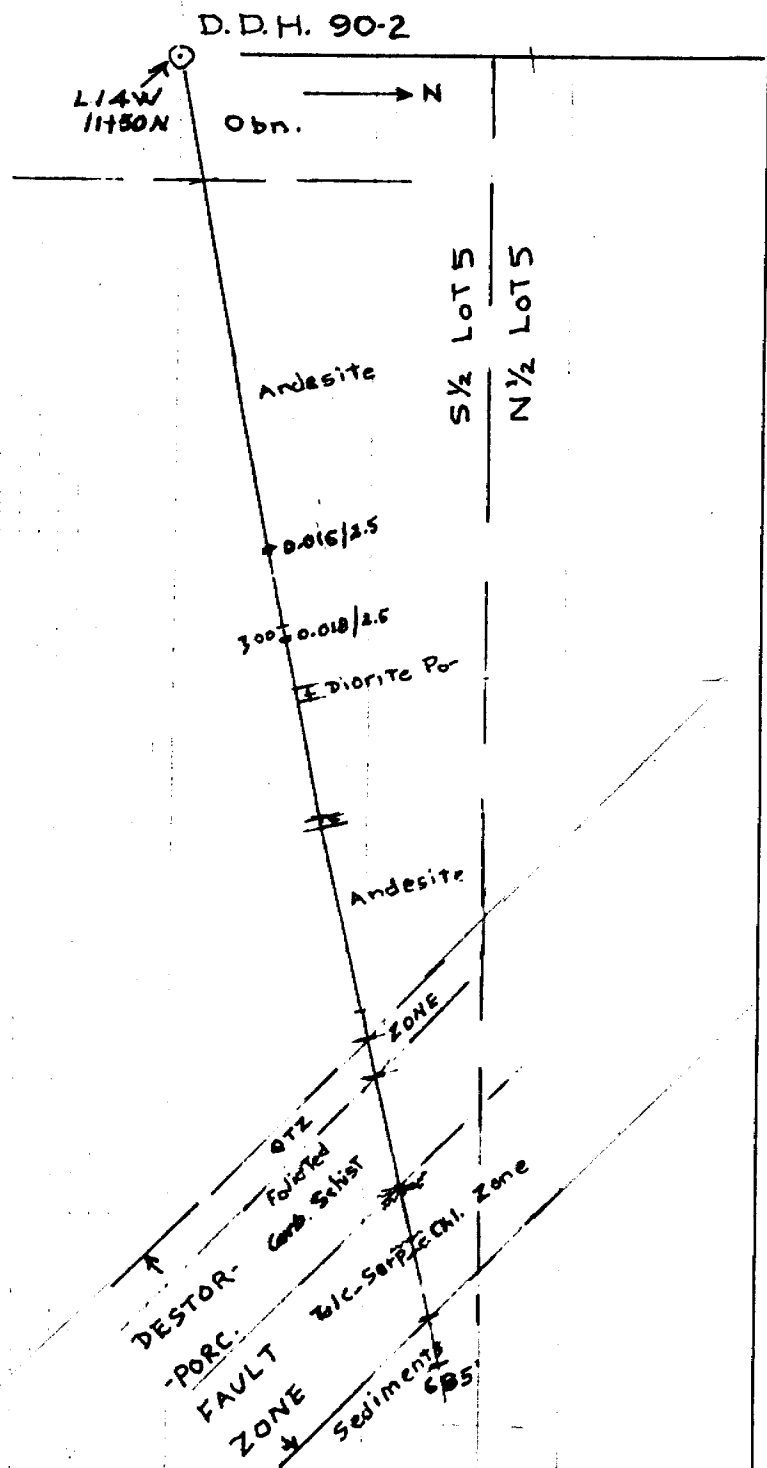 D.D.H. 90-2
L14W
11+50N
N
Obn.
S½ LOT 5
N½ LOT 5
Andesite
0.016/2.5
300
0.018/2.5
Diorite Po-
Andesite
ZONE
QTZ
Foliated
Carb. Schist
Talc-Serp-Chl. Zone
DESTOR-
-PORC.
FAULT
ZONE
Sediments
685'